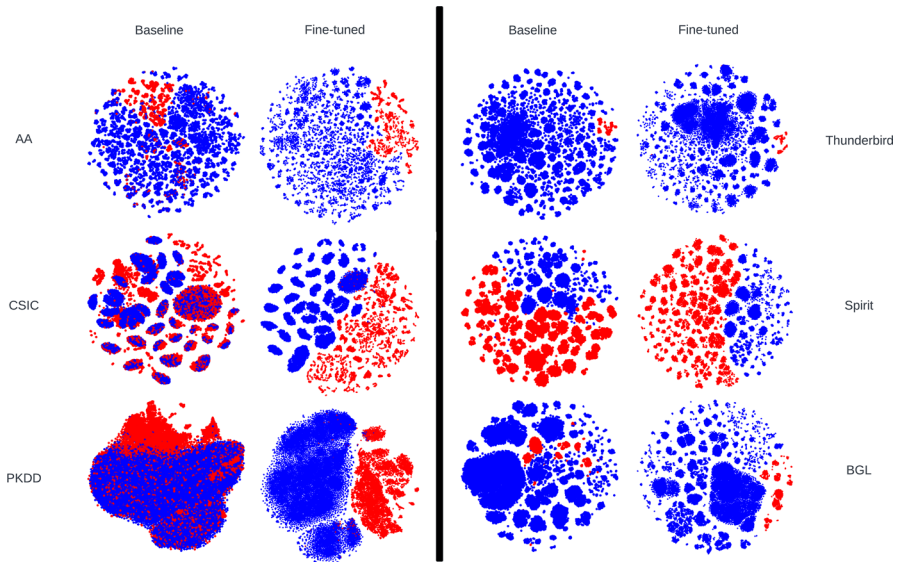 Baseline Fine-tuned Baseline Fine-tuned
AA Thunderbird
CSIC Spirit
PKDD BGL